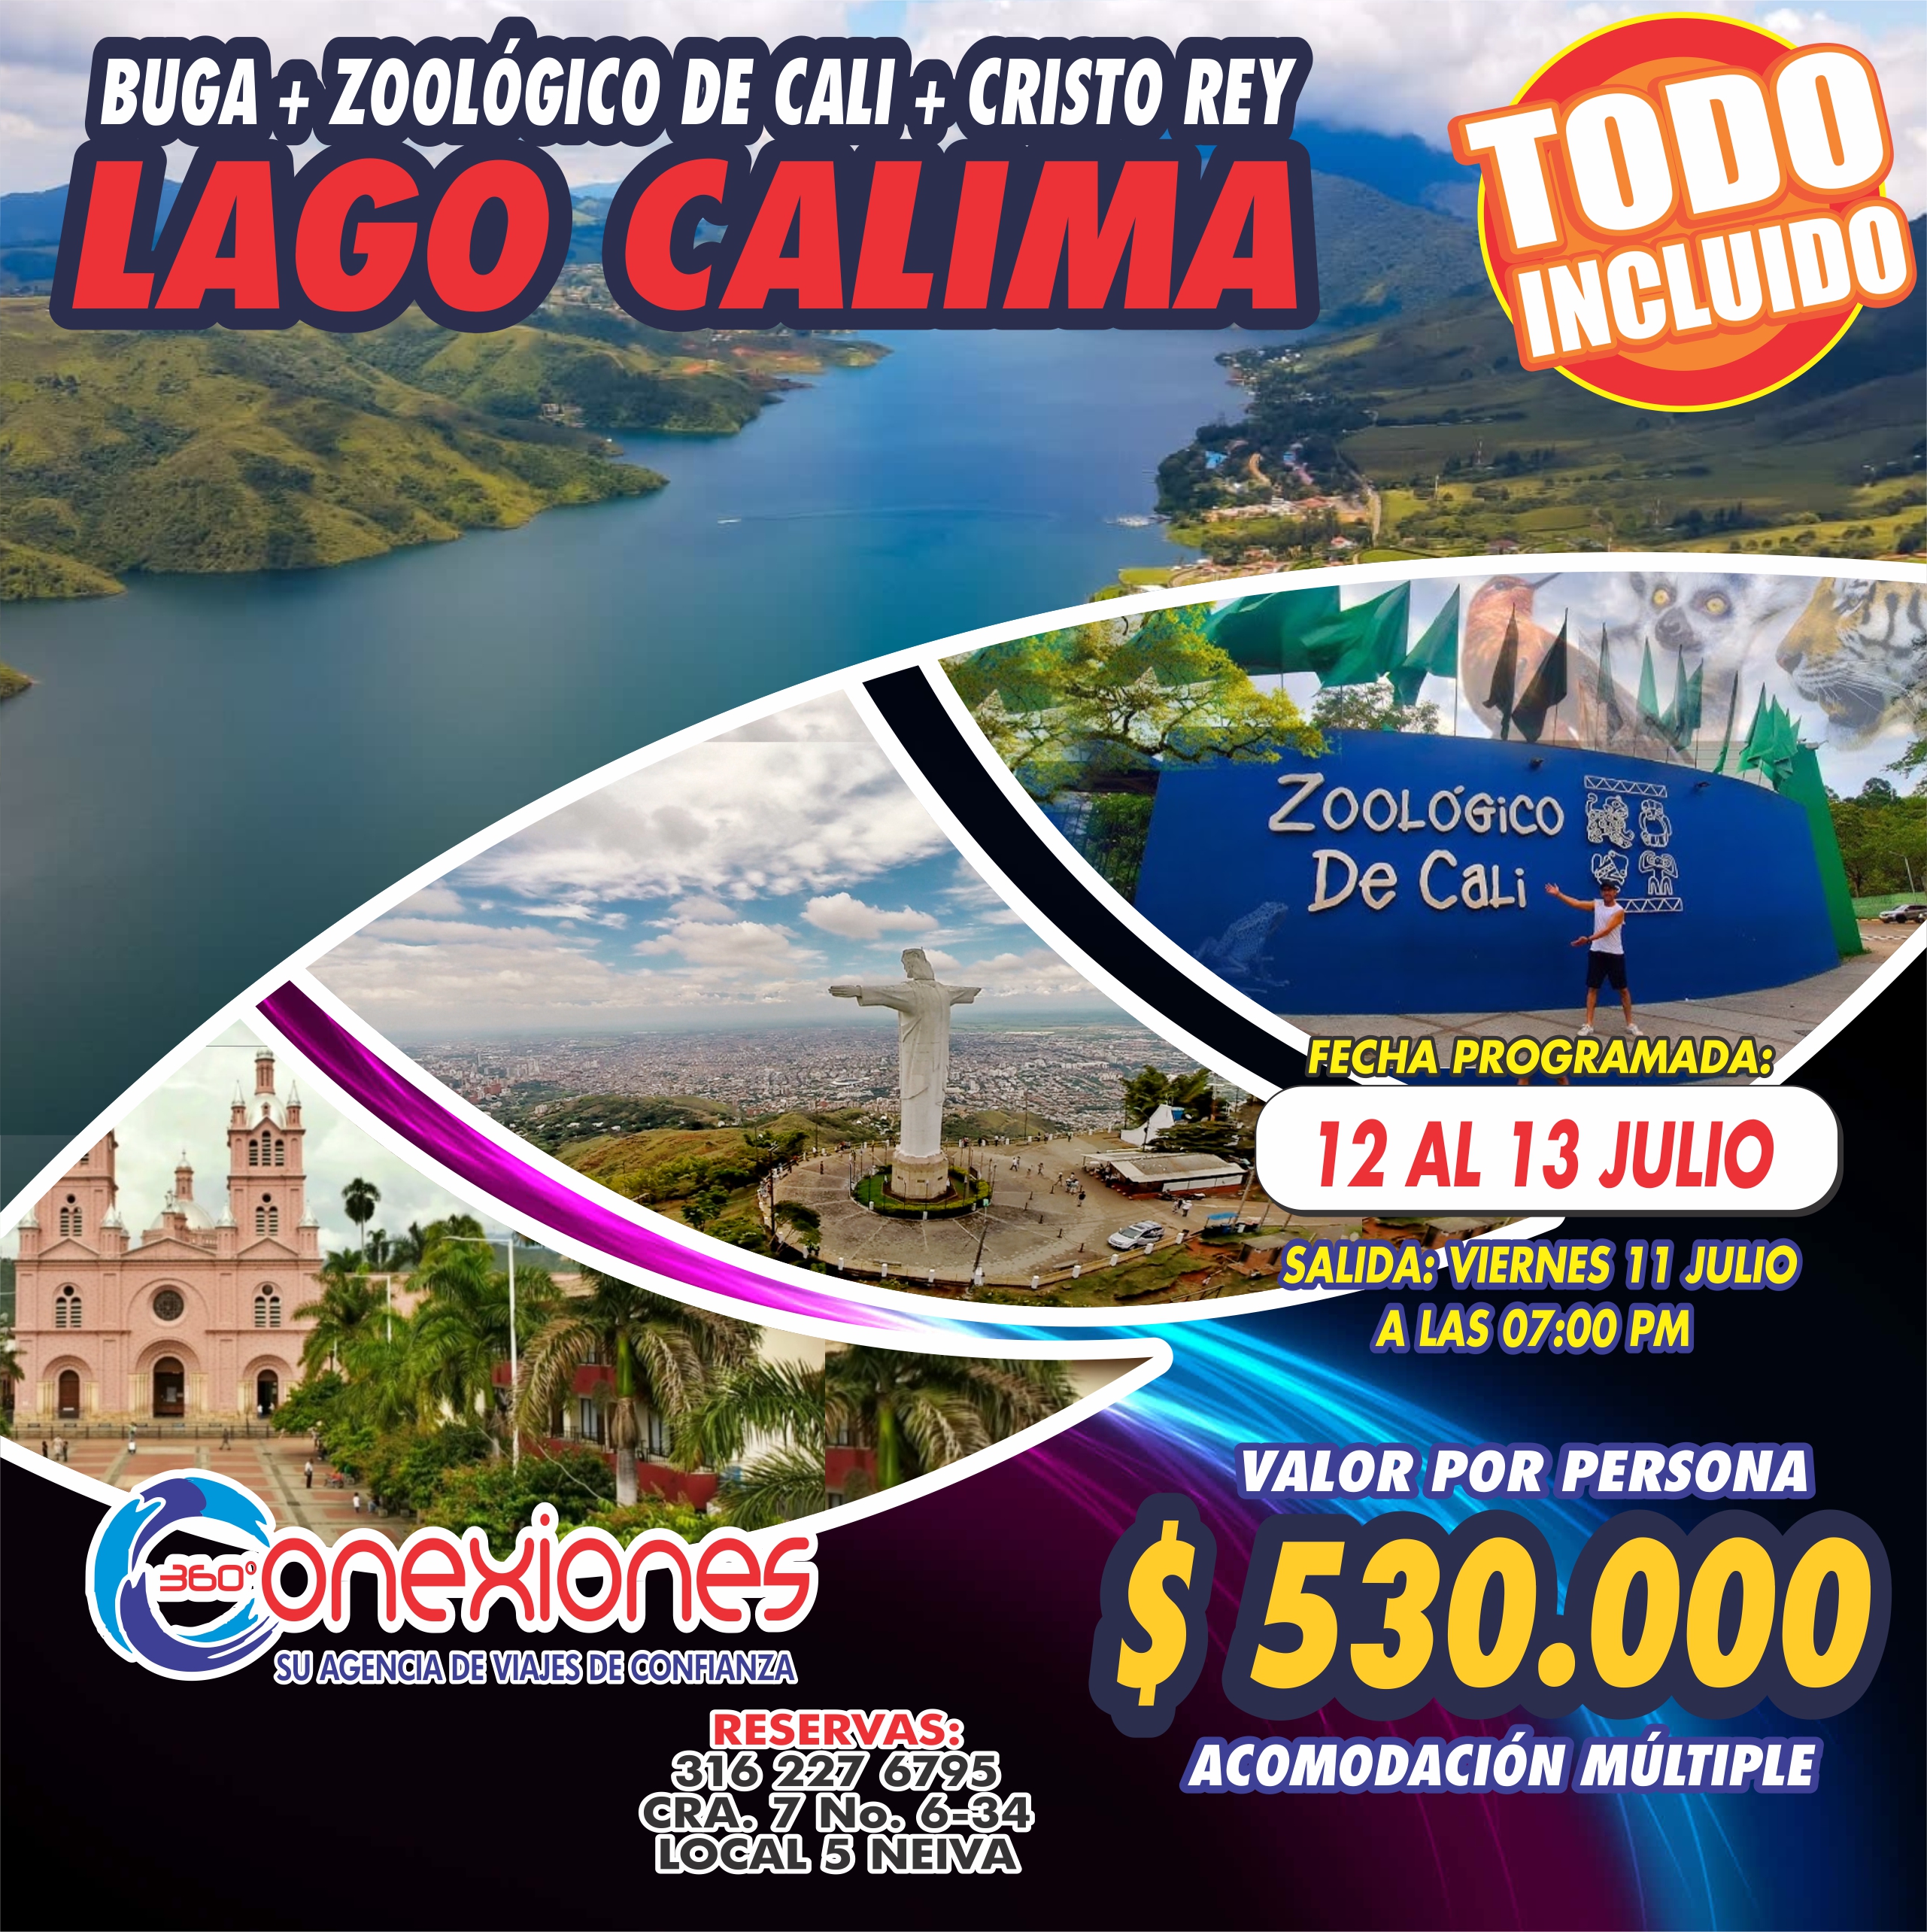 BUGA + ZOOLÓGICO DE CALI + CRISTO REY
LAGO CALIMA
TODO
INCLUIDO
ZOOLÓGiCO
De CaLi
FECHA PROGRAMADA:
12 AL 13 JULIO
SALIDA: VIERNES 11 JULIO
A LAS 07:00 PM
VALOR POR PERSONA
$ 530.000
ACOMODACIÓN MÚLTIPLE
360° Conexiones
SU AGENCIA DE VIAJES DE CONFIANZA
RESERVAS:
316 227 6795
CRA. 7 No. 6-34
LOCAL 5 NEIVA